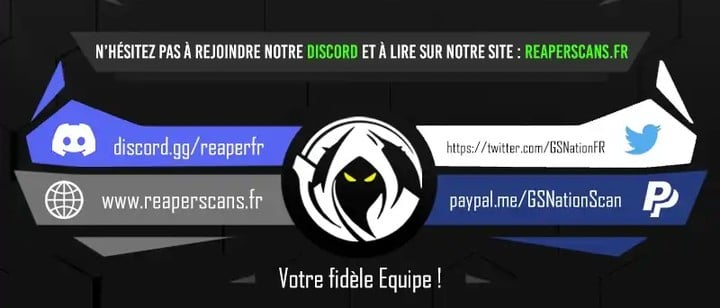 N'HÉSITEZ PAS À REJOINDRE NOTRE DISCORD ET À LIRE SUR NOTRE SITE : REAPERSCANS.FR
discord.gg/reaperfr
https://twitter.com/GSNationFR
www.reaperscans.fr
paypal.me/GSNationScan
Votre fidèle Equipe !